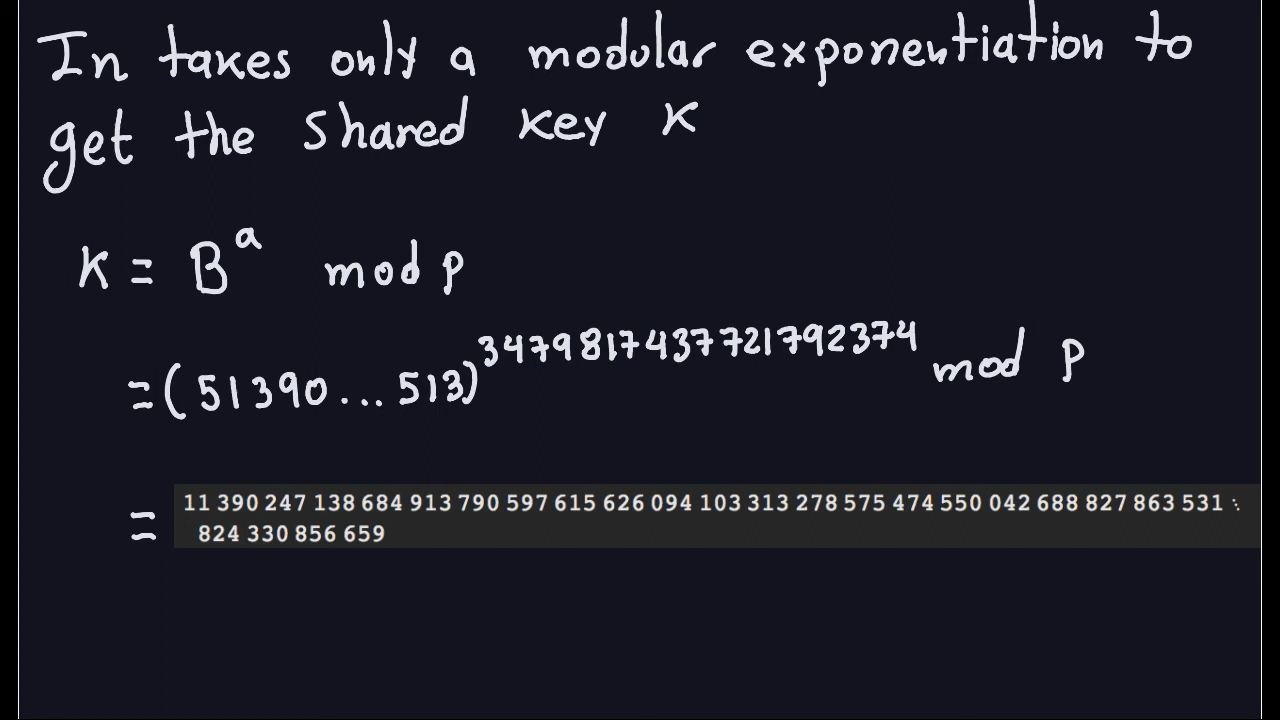 In takes only a modular exponentiation to
get the shared key K
K = B^a mod p
= (51390...513)^3479817437721792374 mod p
= 11 390 247 138 684 913 790 597 615 626 094 103 313 278 575 474 550 042 688 827 863 531 ⋱
824 330 856 659